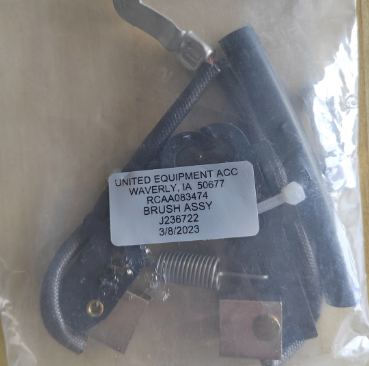 UNITED EQUIPMENT ACC
WAVERLY, IA 50677
RCAA083474
BRUSH ASSY
J236722
3/8/2023